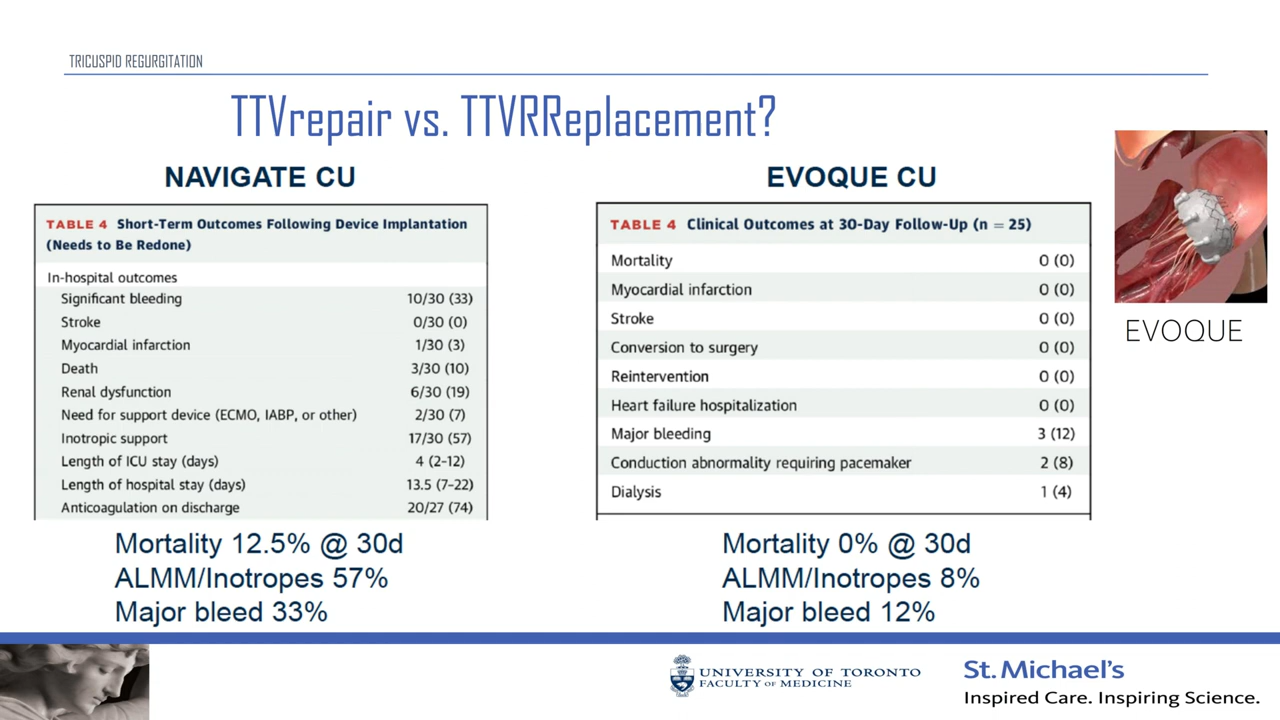 TRICUSPID REGURGITATION
TTVrepair vs. TTVRReplacement?
NAVIGATE CU
TABLE 4 Short-Term Outcomes Following Device Implantation
(Needs to Be Redone)
In-hospital outcomes
Significant bleeding 10/30 (33)
Stroke 0/30 (0)
Myocardial infarction 1/30 (3)
Death 3/30 (10)
Renal dysfunction 6/30 (19)
Need for support device (ECMO, IABP, or other) 2/30 (7)
Inotropic support 17/30 (57)
Length of ICU stay (days) 4 (2–12)
Length of hospital stay (days) 13.5 (7–22)
Anticoagulation on discharge 20/27 (74)
Mortality 12.5% @ 30d
ALMM/Inotropes 57%
Major bleed 33%
EVOQUE CU
TABLE 4 Clinical Outcomes at 30-Day Follow-Up (n = 25)
Mortality 0 (0)
Myocardial infarction 0 (0)
Stroke 0 (0)
Conversion to surgery 0 (0)
Reintervention 0 (0)
Heart failure hospitalization 0 (0)
Major bleeding 3 (12)
Conduction abnormality requiring pacemaker 2 (8)
Dialysis 1 (4)
Mortality 0% @ 30d
ALMM/Inotropes 8%
Major bleed 12%
EVOQUE
UNIVERSITY OF TORONTO
FACULTY OF MEDICINE
St. Michael's
Inspired Care. Inspiring Science.